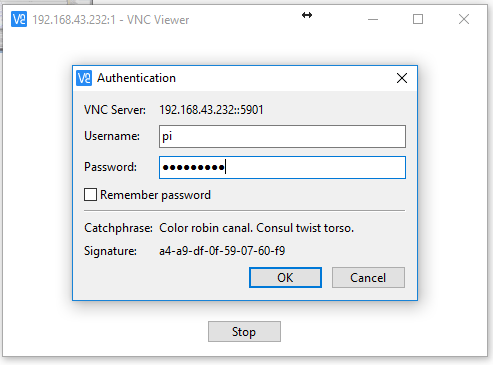 192.168.43.232:1 - VNC Viewer
Authentication
VNC Server: 192.168.43.232::5901
Username: pi
Password: ●●●●●●●●●
Remember password
Catchphrase: Color robin canal. Consul twist torso.
Signature: a4-a9-df-0f-59-07-60-f9
OK Cancel
Stop